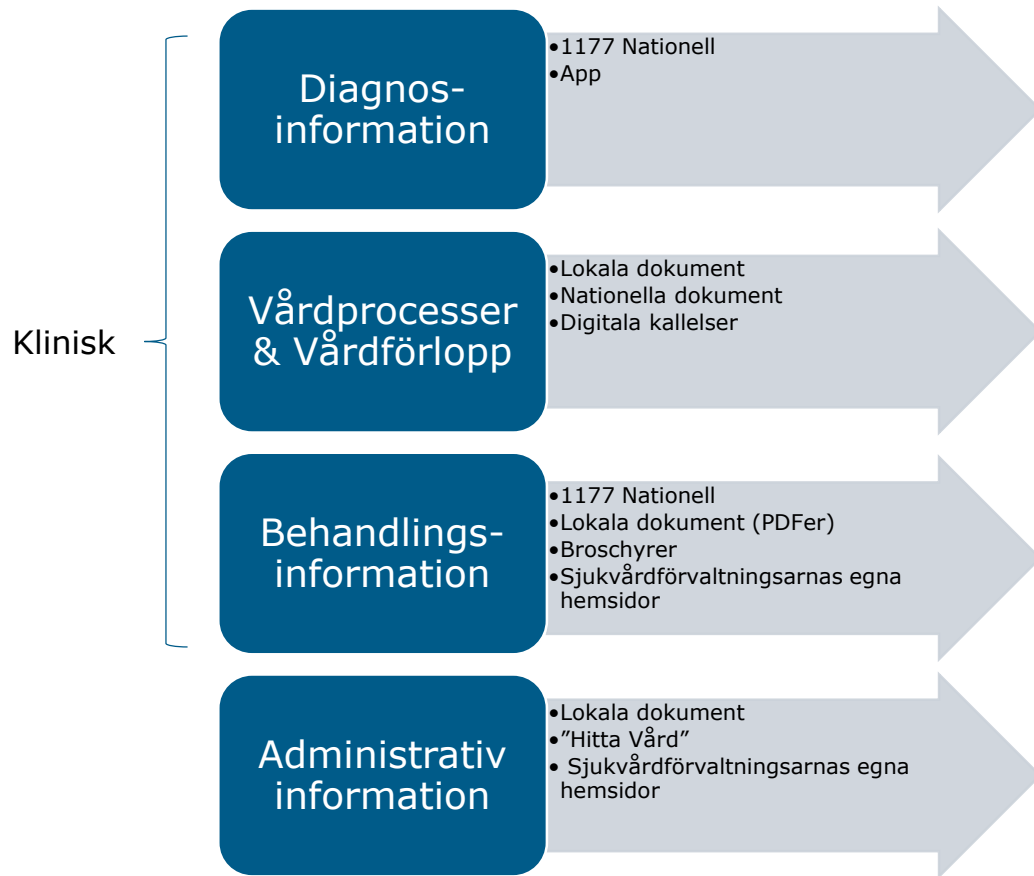 Klinisk
Diagnos-
information
•1177 Nationell
•App
Vårdprocesser
& Vårdförlopp
•Lokala dokument
•Nationella dokument
•Digitala kallelser
Behandlings-
information
•1177 Nationell
•Lokala dokument (PDFer)
•Broschyrer
•Sjukvårdförvaltningsarnas egna
hemsidor
Administrativ
information
•Lokala dokument
•”Hitta Vård”
• Sjukvårdförvaltningsarnas egna
hemsidor